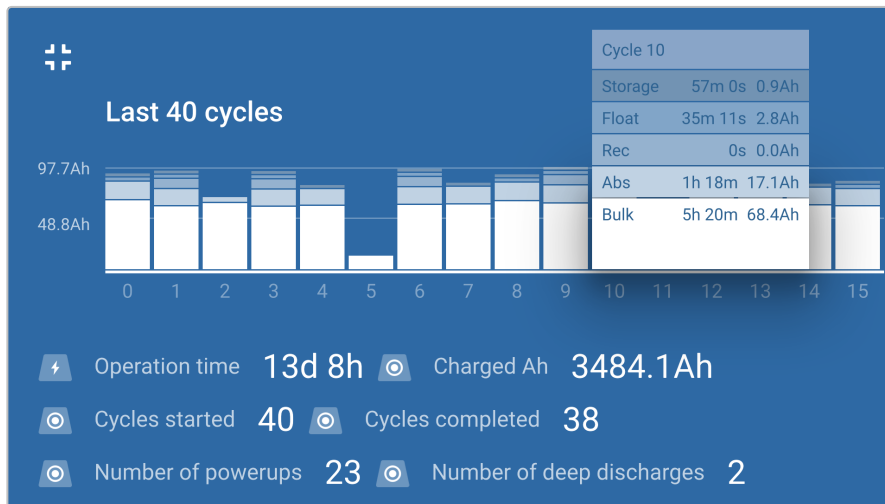 Cycle 10
Storage 57m 0s 0.9Ah
Last 40 cycles
Float 35m 11s 2.8Ah
Rec 0s 0.0Ah
97.7Ah
Abs 1h 18m 17.1Ah
Bulk 5h 20m 68.4Ah
48.8Ah
0 1 2 3 4 5 6 7 8 9 10 11 12 13 14 15
Operation time 13d 8h Charged Ah 3484.1Ah
Cycles started 40 Cycles completed 38
Number of powerups 23 Number of deep discharges 2